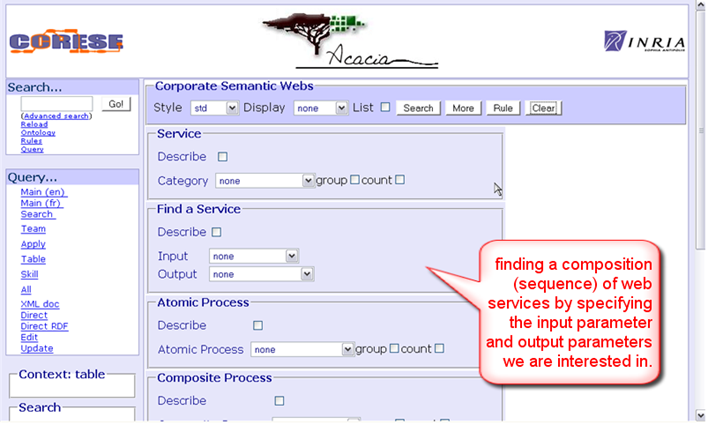 CORESE
Acacia
INRIA
SOPHIA ANTIPOLIS
Search...
Go!
(Advanced search)
Reload
Ontology
Rules
Query
Query...
Main (en)
Main (fr)
Search
Team
Apply
Table
Skill
All
XML doc
Direct
Direct RDF
Edit
Update
Context: table
Search
Corporate Semantic Webs
Style std Display none List Search More Rule Clear
Service
Describe
Category none group count
Find a Service
Describe
Input none
Output none
Atomic Process
Describe
Atomic Process none group count
Composite Process
Describe
finding a composition
(sequence) of web
services by specifying
the input parameter
and output parameters
we are interested in.